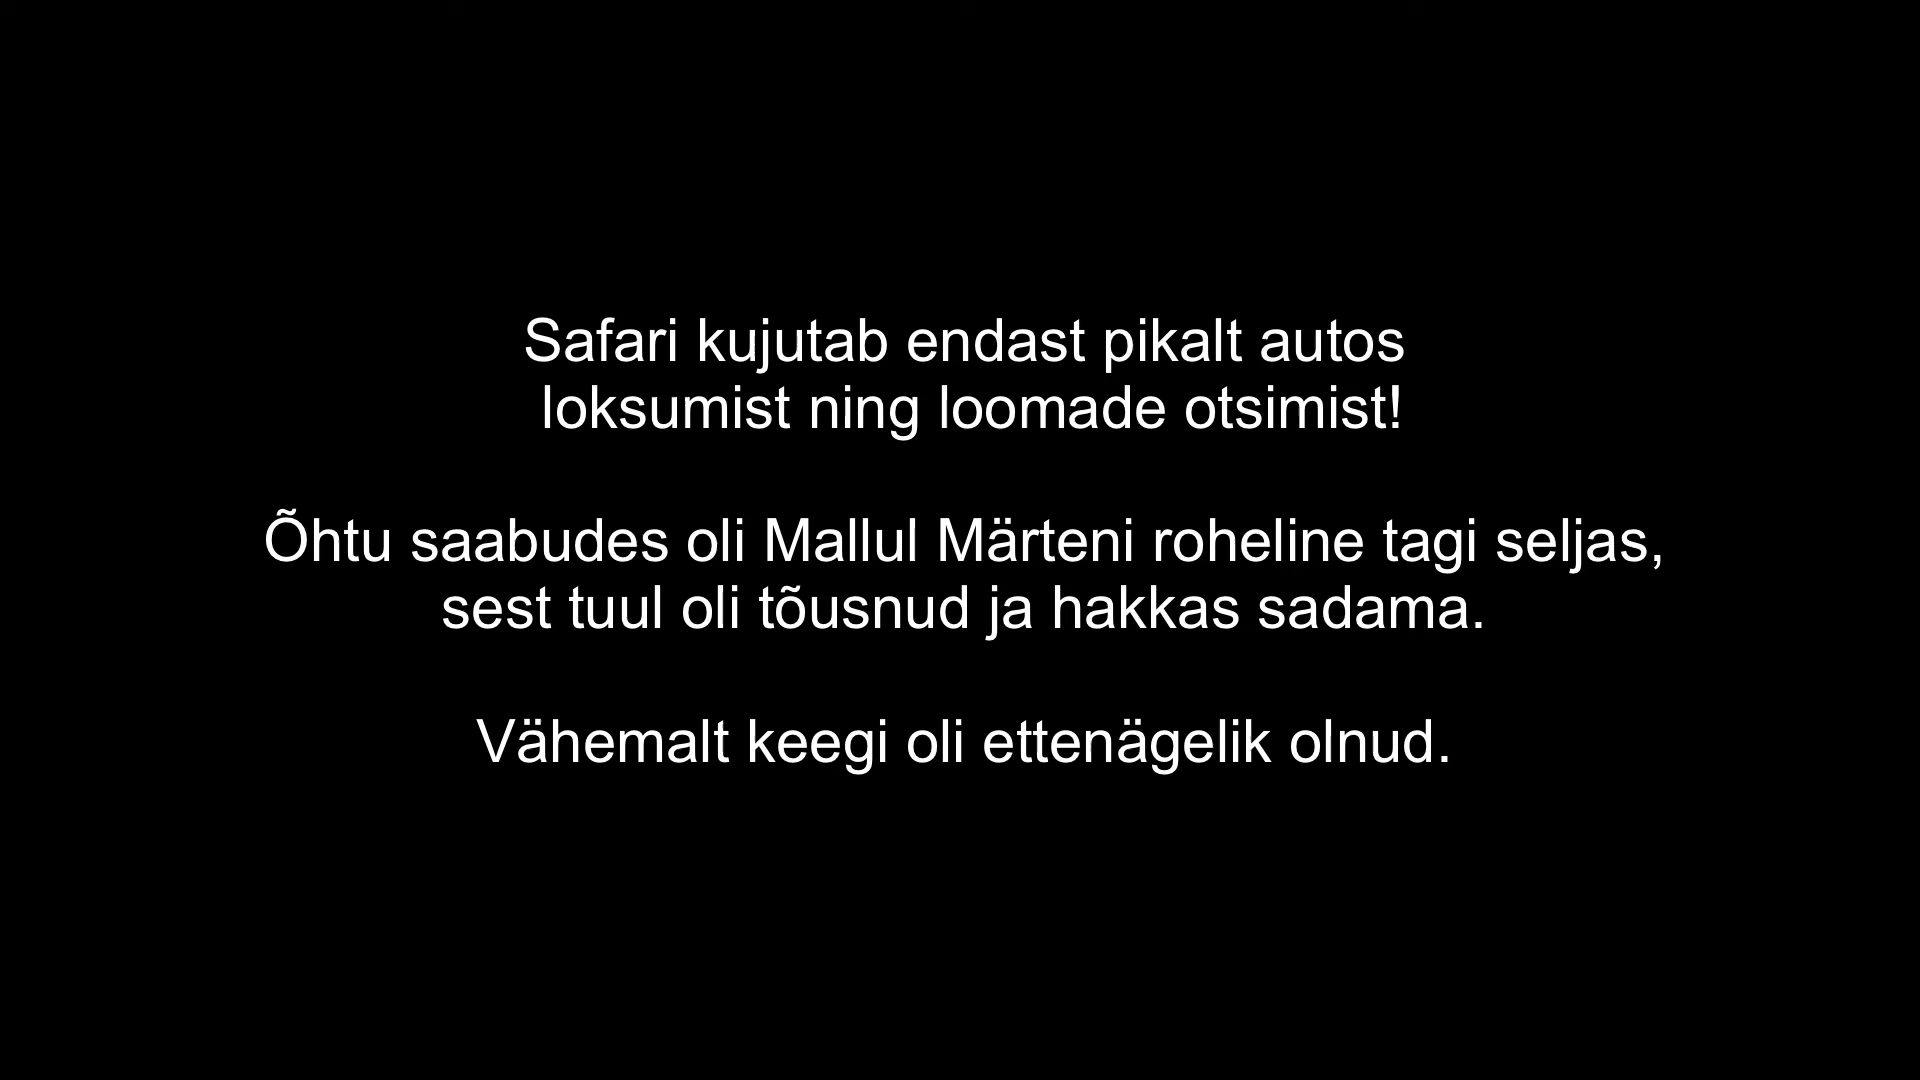 Safari kujutab endast pikalt autos
loksumist ning loomade otsimist!
Õhtu saabudes oli Mallul Märteni roheline tagi seljas,
sest tuul oli tõusnud ja hakkas sadama.
Vähemalt keegi oli ettenägelik olnud.